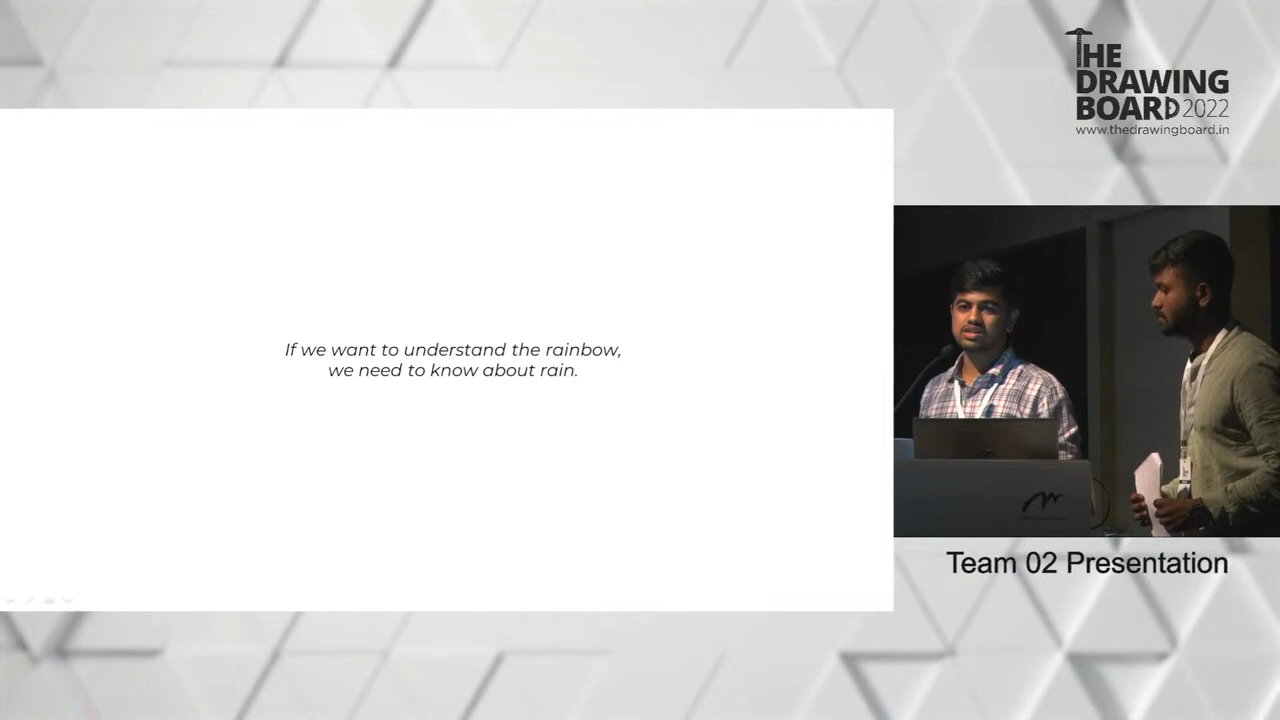 THE
DRAWING
BOARD 2022
www.thedrawingboard.in
If we want to understand the rainbow,
we need to know about rain.
Team 02 Presentation